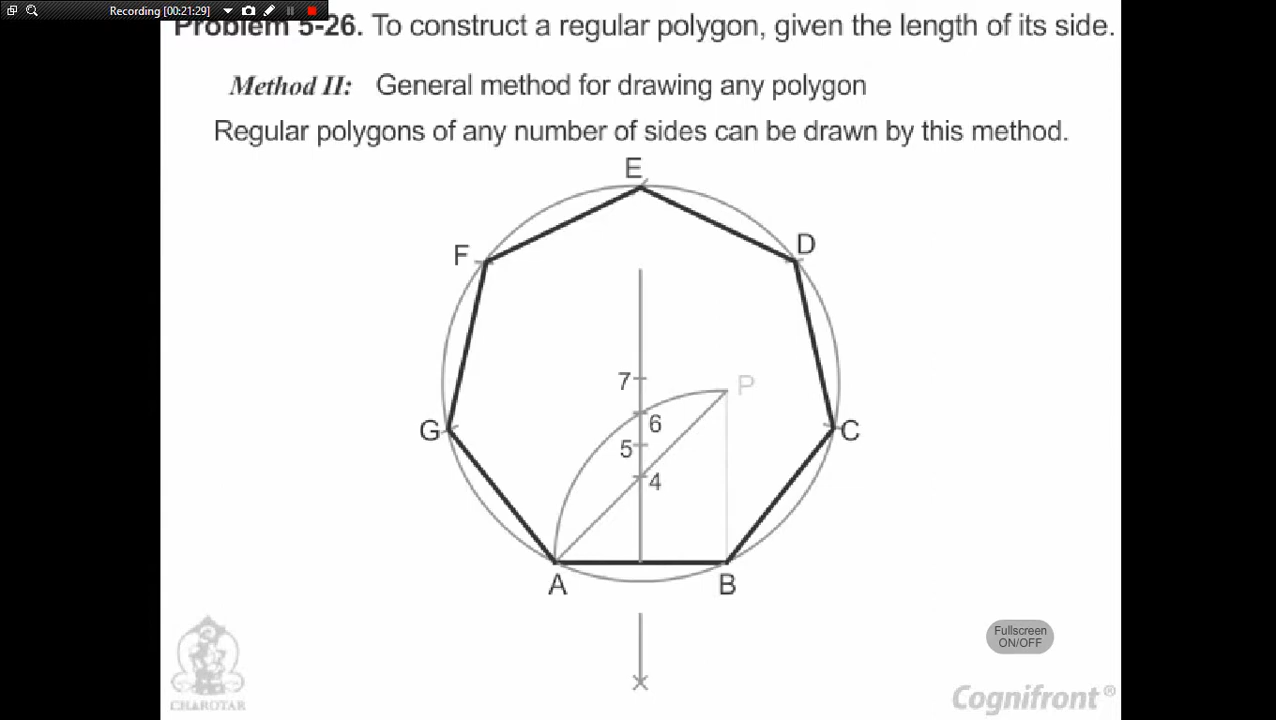 Recording [00:21:29]
Problem 5-26. To construct a regular polygon, given the length of its side.
Method II: General method for drawing any polygon
Regular polygons of any number of sides can be drawn by this method.
E
F
D
7
P
6
5
4
G
C
A
B
Fullscreen
ON/OFF
CHAROTAR
Cognifront®